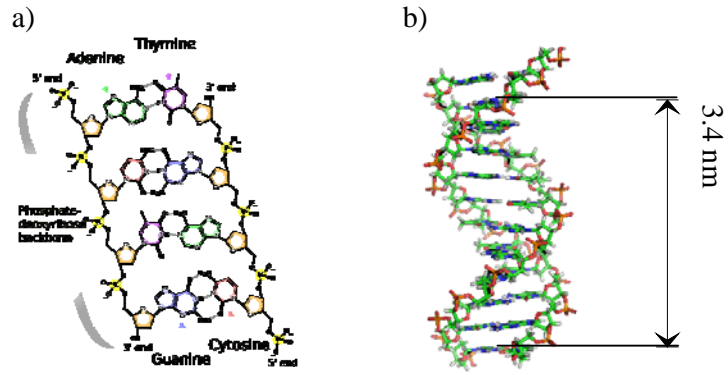 a)
b)
Thymine
Adenine
5' end
3' end
Phosphate-
deoxyribose
backbone
3' end
Cytosine
Guanine
5' end
3.4 nm